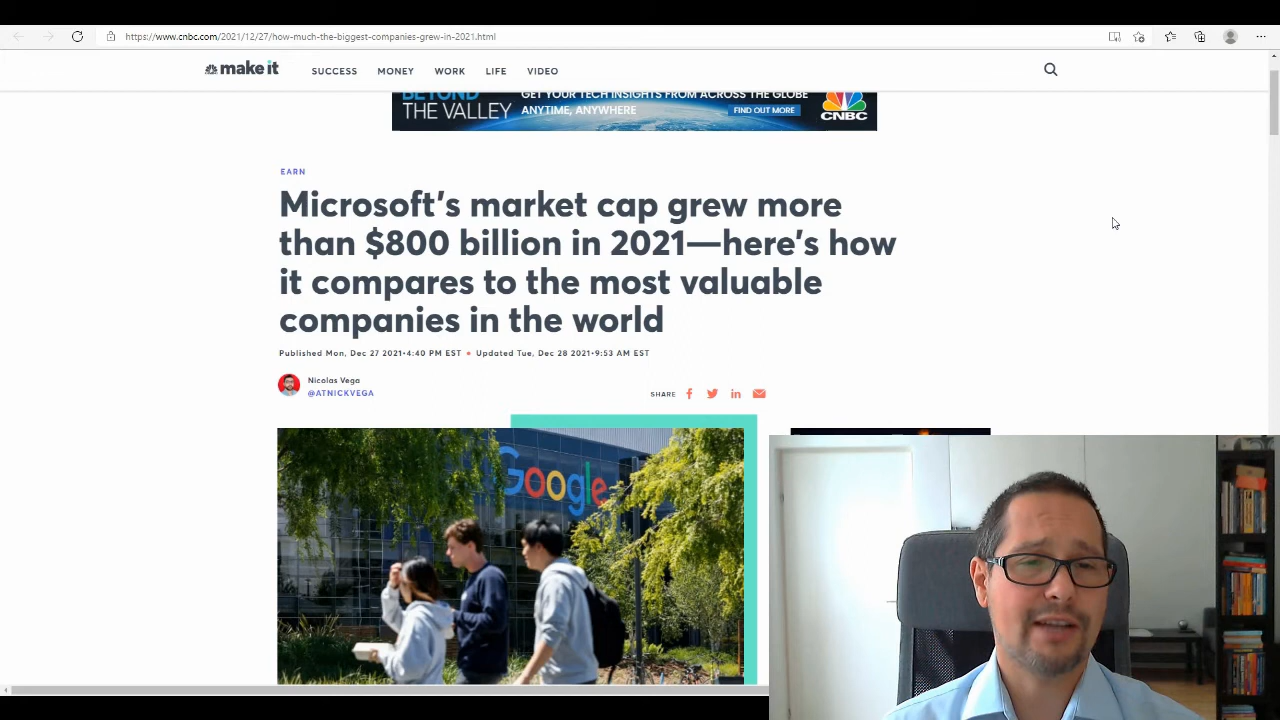 https://www.cnbc.com/2021/12/27/how-much-the-biggest-companies-grew-in-2021.html
make it SUCCESS MONEY WORK LIFE VIDEO
BEYOND
THE VALLEY
GET YOUR TECH INSIGHTS FROM ACROSS THE GLOBE
ANYTIME, ANYWHERE
FIND OUT MORE
CNBC
EARN
Microsoft's market cap grew more
than $800 billion in 2021—here's how
it compares to the most valuable
companies in the world
Published Mon, Dec 27 2021•4:40 PM EST • Updated Tue, Dec 28 2021•9:53 AM EST
Nicolas Vega
@ATNICKVEGA
SHARE
Google